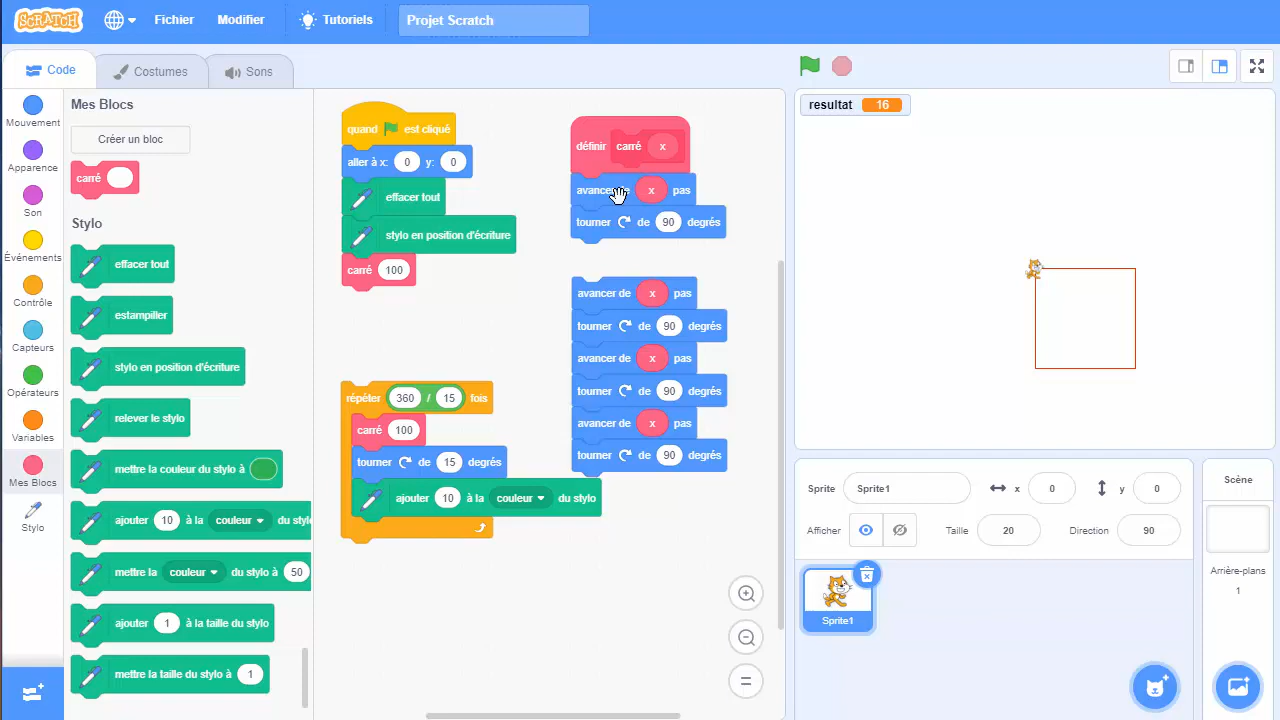 SCRATCH
Fichier
Modifier
Tutoriels
Projet Scratch
Code
Costumes
Sons
Mouvement
Apparence
Son
Événements
Contrôle
Capteurs
Opérateurs
Variables
Mes Blocs
Stylo
Mes Blocs
Créer un bloc
carré
Stylo
effacer tout
estampiller
stylo en position d'écriture
relever le stylo
mettre la couleur du stylo à
ajouter 10 à la couleur du stylo
mettre la couleur du stylo à 50
ajouter 1 à la taille du stylo
mettre la taille du stylo à 1
quand est cliqué
aller à x: 0 y: 0
effacer tout
stylo en position d'écriture
carré 100
répéter 360 / 15 fois
carré 100
tourner de 15 degrés
ajouter 10 à la couleur du stylo
définir carré x
avancer x pas
tourner de 90 degrés
avancer de x pas
tourner de 90 degrés
avancer de x pas
tourner de 90 degrés
avancer de x pas
tourner de 90 degrés
resultat 16
Sprite Sprite1 x 0 y 0
Afficher Taille 20 Direction 90
Sprite1
Scène
Arrière-plans
1